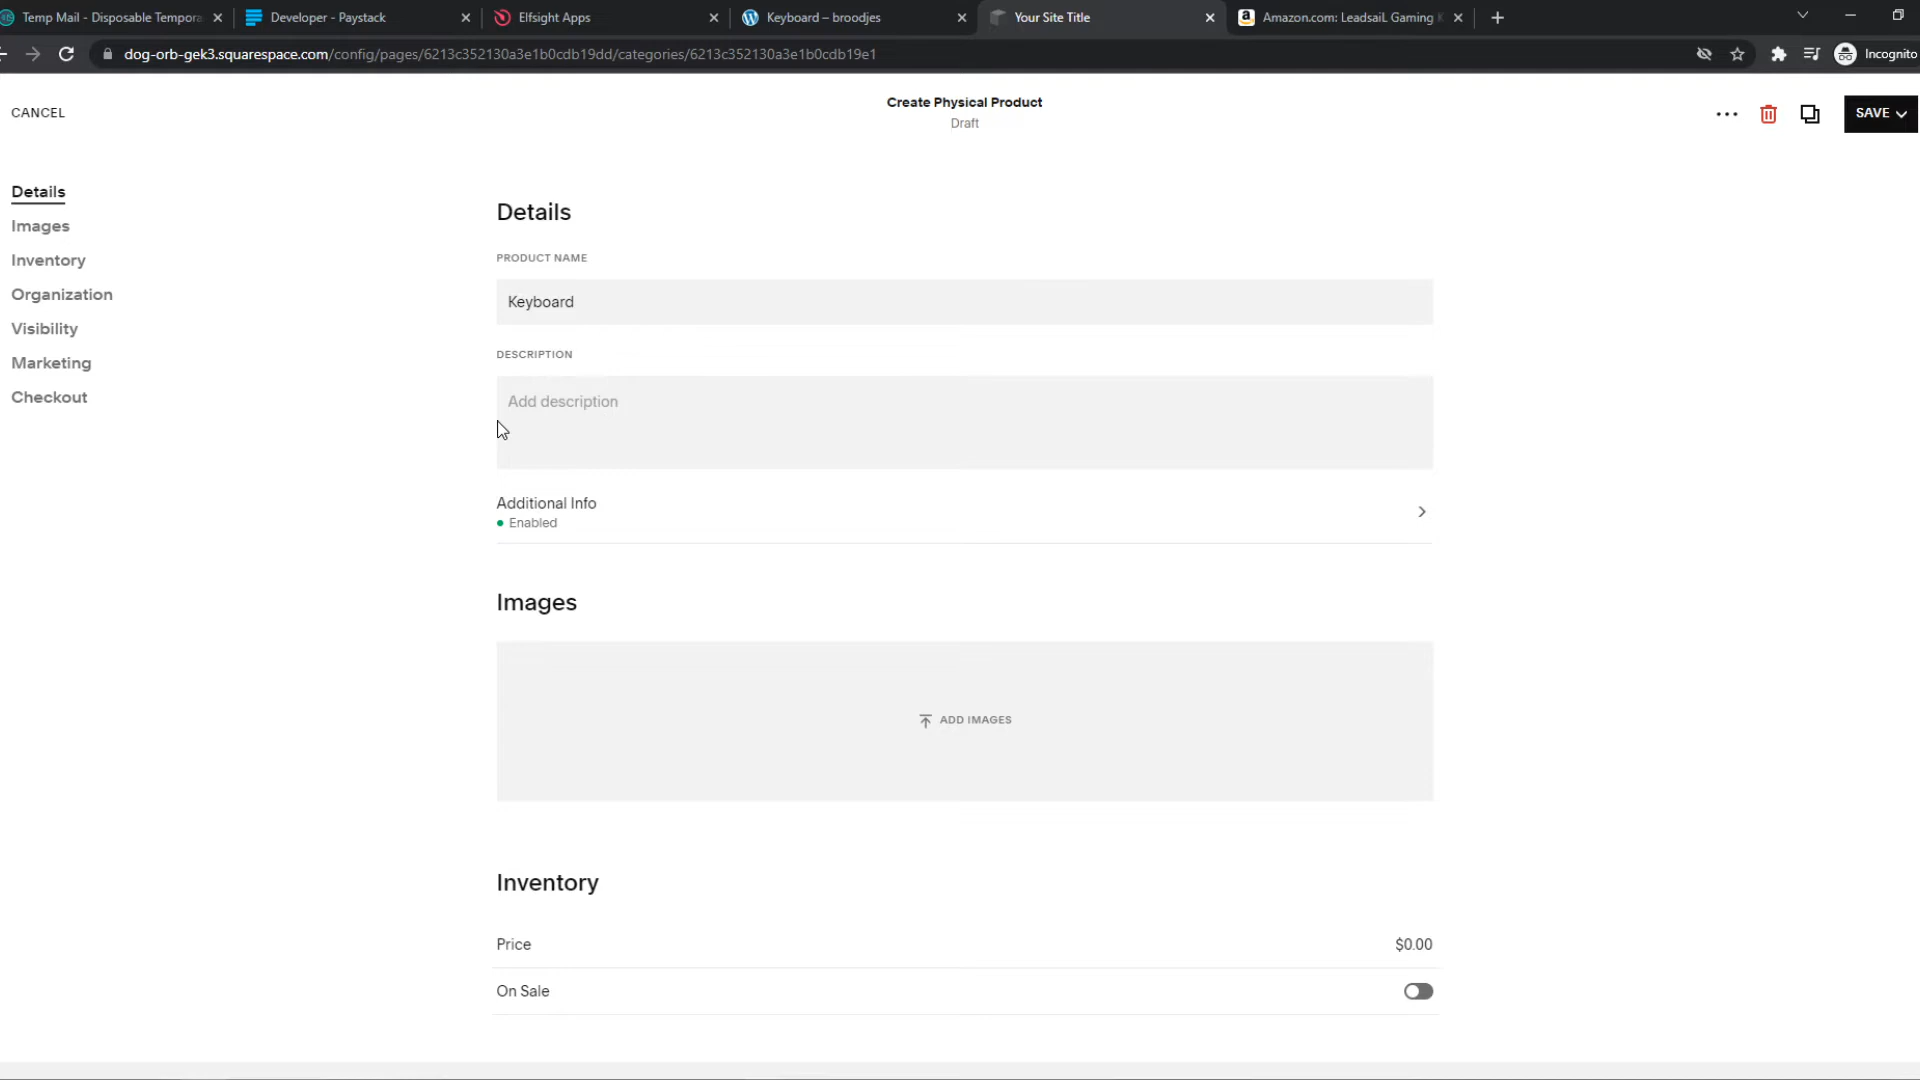 Temp Mail - Disposable Tempora
Developer - Paystack
Elfsight Apps
Keyboard – broodjes
Your Site Title
Amazon.com: LeadsaiL Gaming K
dog-orb-gek3.squarespace.com/config/pages/6213c352130a3e1b0cdb19dd/categories/6213c352130a3e1b0cdb19e1
Incognito
CANCEL
Create Physical Product
Draft
SAVE
Details
Images
Inventory
Organization
Visibility
Marketing
Checkout
Details
PRODUCT NAME
Keyboard
DESCRIPTION
Add description
Additional Info
Enabled
Images
ADD IMAGES
Inventory
Price $0.00
On Sale